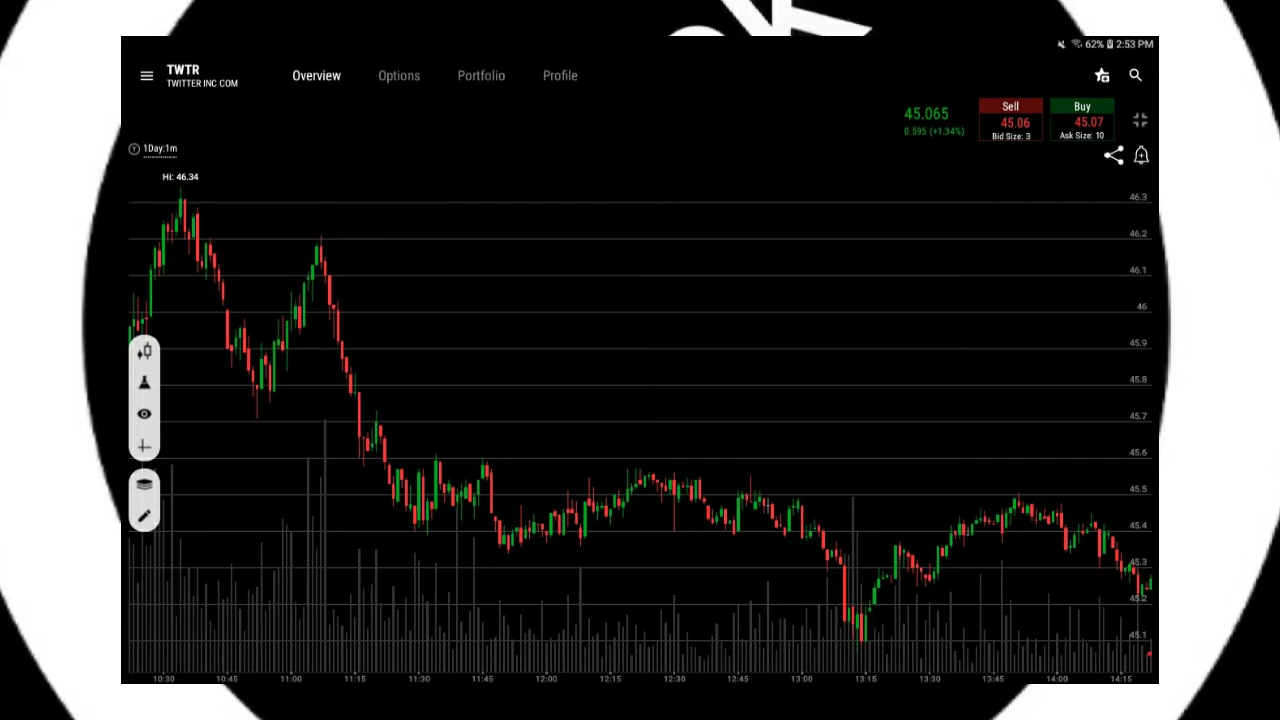 62% 2:53 PM
TWTR
TWITTER INC COM
Overview Options Portfolio Profile
45.065
0.595 (+1.34%)
Sell
45.06
Bid Size: 3
Buy
45.07
Ask Size: 10
T 1Day:1m
Hi: 46.34
46.3
46.2
46.1
46
45.9
45.8
45.7
45.6
45.5
45.4
45.3
45.2
45.1
10:30 10:45 11:00 11:15 11:30 11:45 12:00 12:15 12:30 12:45 13:00 13:15 13:30 13:45 14:00 14:15